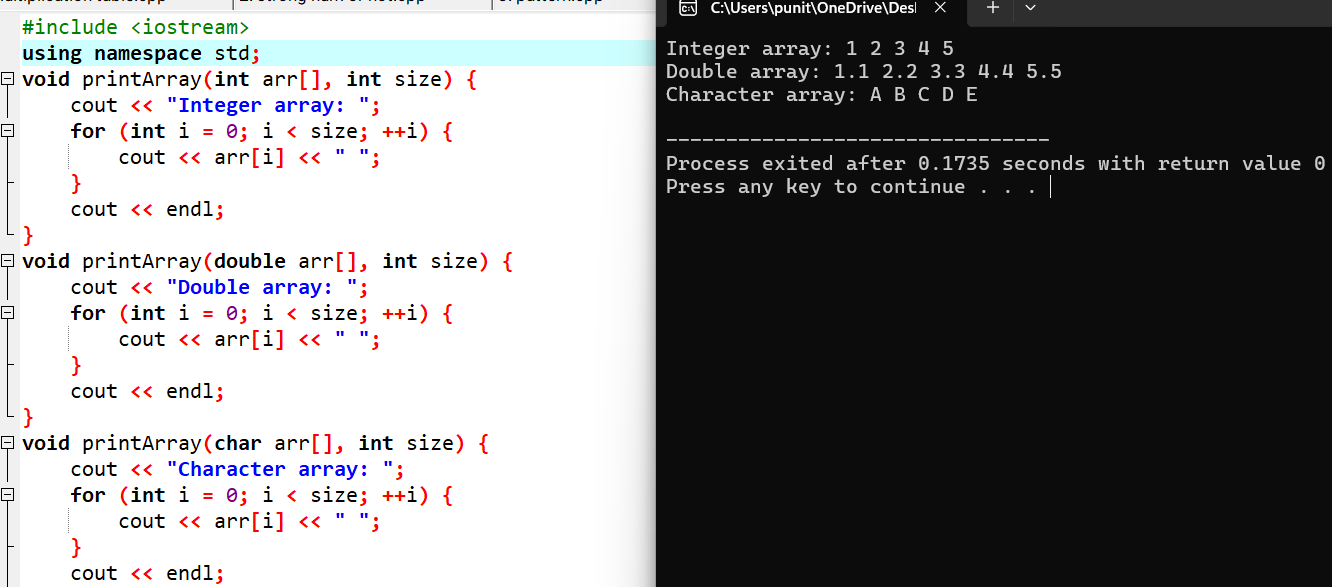 #include <iostream>
using namespace std;
void printArray(int arr[], int size) {
cout << "Integer array: ";
for (int i = 0; i < size; ++i) {
cout << arr[i] << " ";
}
cout << endl;
}
void printArray(double arr[], int size) {
cout << "Double array: ";
for (int i = 0; i < size; ++i) {
cout << arr[i] << " ";
}
cout << endl;
}
void printArray(char arr[], int size) {
cout << "Character array: ";
for (int i = 0; i < size; ++i) {
cout << arr[i] << " ";
}
cout << endl;
C:\Users\punit\OneDrive\Des
Integer array: 1 2 3 4 5
Double array: 1.1 2.2 3.3 4.4 5.5
Character array: A B C D E
--------------------------------
Process exited after 0.1735 seconds with return value 0
Press any key to continue . . .